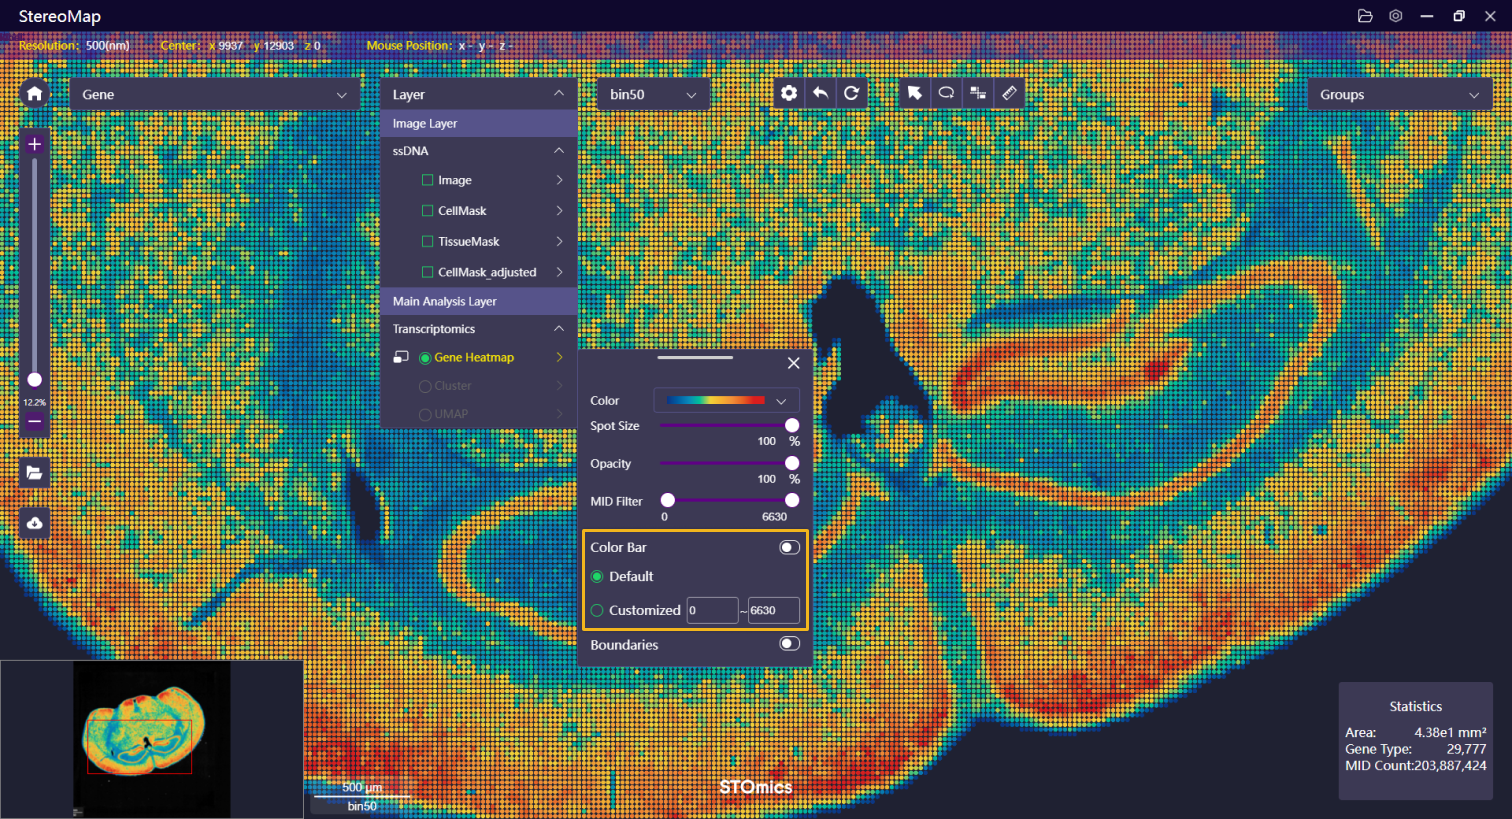 StereoMap
Resolution: 500(nm) Center: x 9937 y 12903 z 0 Mouse Position: x - y - z -
Gene
Layer
bin50
Groups
Image Layer
ssDNA
Image
CellMask
TissueMask
CellMask_adjusted
Main Analysis Layer
Transcriptomics
Gene Heatmap
Cluster
UMAP
12.2%
Color
Spot Size
100 %
Opacity
100 %
MID Filter
0 6630
Color Bar
Default
Customized 0 ~ 6630
Boundaries
Statistics
Area: 4.38e1 mm²
Gene Type: 29,777
MID Count:203,887,424
500 μm
bin50
STOmics